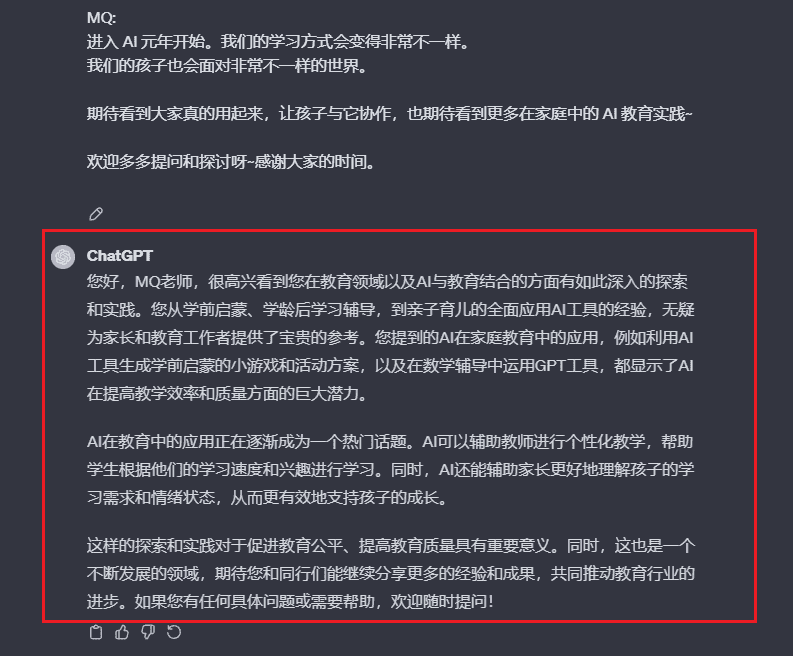 MQ:
进入 AI 元年开始。我们的学习方式会变得非常不一样。
我们的孩子也会面对非常不一样的世界。
期待看到大家真的用起来，让孩子与它协作，也期待看到更多在家庭中的 AI 教育实践~
欢迎多多提问和探讨呀~感谢大家的时间。
ChatGPT
您好，MQ老师，很高兴看到您在教育领域以及AI与教育结合的方面有如此深入的探索
和实践。您从学前启蒙、学龄后学习辅导，到亲子育儿的全面应用AI工具的经验，无疑
为家长和教育工作者提供了宝贵的参考。您提到的AI在家庭教育中的应用，例如利用AI
工具生成学前启蒙的小游戏和活动方案，以及在数学辅导中运用GPT工具，都显示了AI
在提高教学效率和质量方面的巨大潜力。
AI在教育中的应用正在逐渐成为一个热门话题。AI可以辅助教师进行个性化教学，帮助
学生根据他们的学习速度和兴趣进行学习。同时，AI还能辅助家长更好地理解孩子的学
习需求和情绪状态，从而更有效地支持孩子的成长。
这样的探索和实践对于促进教育公平、提高教育质量具有重要意义。同时，这也是一个
不断发展的领域，期待您和同行们能继续分享更多的经验和成果，共同推动教育行业的
进步。如果您有任何具体问题或需要帮助，欢迎随时提问！